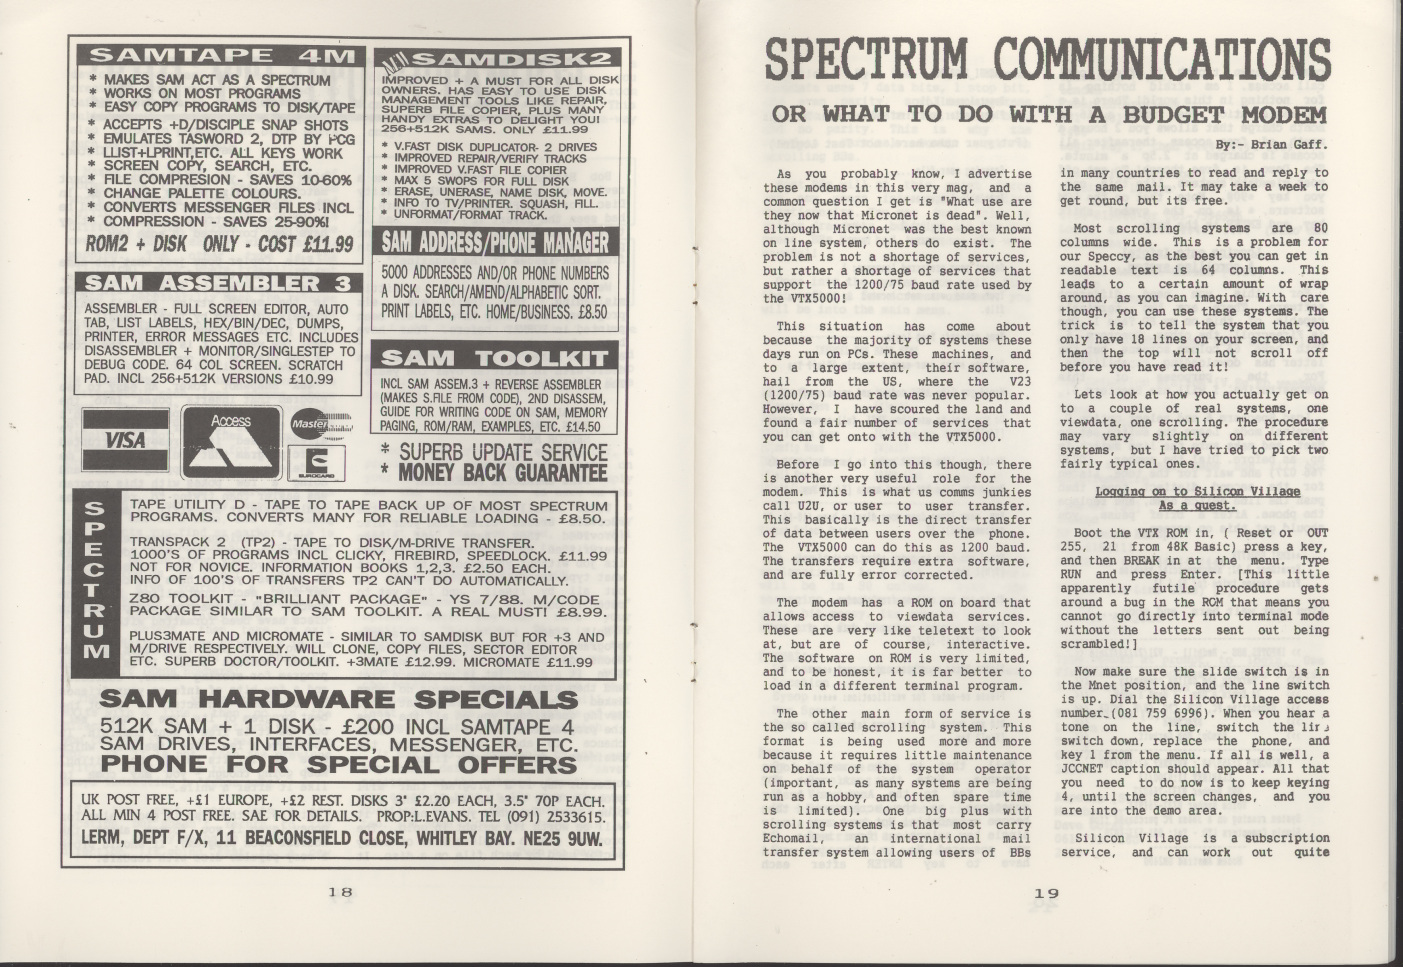 SAMTAPE 4M
* MAKES SAM ACT AS A SPECTRUM
* WORKS ON MOST PROGRAMS
* EASY COPY PROGRAMS TO DISK/TAPE
* ACCEPTS +D/DISCIPLE SNAP SHOTS
* EMULATES TASWORD 2, DTP BY PCG
* LLIST+LPRINT,ETC. ALL KEYS WORK
* SCREEN COPY, SEARCH, ETC.
* FILE COMPRESION - SAVES 10-60%
* CHANGE PALETTE COLOURS.
* CONVERTS MESSENGER FILES INCL
* COMPRESSION - SAVES 25-90%!
ROM2 + DISK ONLY - COST £11.99
SAM ASSEMBLER 3
ASSEMBLER - FULL SCREEN EDITOR, AUTO
TAB, LIST LABELS, HEX/BIN/DEC, DUMPS,
PRINTER, ERROR MESSAGES ETC. INCLUDES
DISASSEMBLER + MONITOR/SINGLESTEP TO
DEBUG CODE. 64 COL SCREEN. SCRATCH
PAD. INCL 256+512K VERSIONS £10.99
VISA
Access
Master
EUROCARD
NEW SAMDISK2
IMPROVED + A MUST FOR ALL DISK
OWNERS. HAS EASY TO USE DISK
MANAGEMENT TOOLS LIKE REPAIR,
SUPERB FILE COPIER, PLUS MANY
HANDY EXTRAS TO DELIGHT YOU!
256+512K SAMS. ONLY £11.99
* V.FAST DISK DUPLICATOR- 2 DRIVES
* IMPROVED REPAIR/VERIFY TRACKS
* IMPROVED V.FAST FILE COPIER
* MAX 5 SWOPS FOR FULL DISK
* ERASE, UNERASE, NAME DISK, MOVE.
* INFO TO TV/PRINTER. SQUASH, FILL.
* UNFORMAT/FORMAT TRACK.
SAM ADDRESS/PHONE MANAGER
5000 ADDRESSES AND/OR PHONE NUMBERS
A DISK. SEARCH/AMEND/ALPHABETIC SORT.
PRINT LABELS, ETC. HOME/BUSINESS. £8.50
SAM TOOLKIT
INCL SAM ASSEM.3 + REVERSE ASSEMBLER
(MAKES S.FILE FROM CODE), 2ND DISASSEM,
GUIDE FOR WRITING CODE ON SAM, MEMORY
PAGING, ROM/RAM, EXAMPLES, ETC. £14.50
* SUPERB UPDATE SERVICE
* MONEY BACK GUARANTEE
SPECTRUM
TAPE UTILITY D - TAPE TO TAPE BACK UP OF MOST SPECTRUM
PROGRAMS. CONVERTS MANY FOR RELIABLE LOADING - £8.50.
TRANSPACK 2 (TP2) - TAPE TO DISK/M-DRIVE TRANSFER.
1000'S OF PROGRAMS INCL CLICKY, FIREBIRD, SPEEDLOCK. £11.99
NOT FOR NOVICE. INFORMATION BOOKS 1,2,3. £2.50 EACH.
INFO OF 100'S OF TRANSFERS TP2 CAN'T DO AUTOMATICALLY.
Z80 TOOLKIT - "BRILLIANT PACKAGE" - YS 7/88. M/CODE
PACKAGE SIMILAR TO SAM TOOLKIT. A REAL MUST! £8.99.
PLUS3MATE AND MICROMATE - SIMILAR TO SAMDISK BUT FOR +3 AND
M/DRIVE RESPECTIVELY. WILL CLONE, COPY FILES, SECTOR EDITOR
ETC. SUPERB DOCTOR/TOOLKIT. +3MATE £12.99. MICROMATE £11.99
SAM HARDWARE SPECIALS
512K SAM + 1 DISK - £200 INCL SAMTAPE 4
SAM DRIVES, INTERFACES, MESSENGER, ETC.
PHONE FOR SPECIAL OFFERS
UK POST FREE, +£1 EUROPE, +£2 REST. DISKS 3" £2.20 EACH, 3.5" 70P EACH.
ALL MIN 4 POST FREE. SAE FOR DETAILS. PROP:L.EVANS. TEL (091) 2533615.
LERM, DEPT F/X, 11 BEACONSFIELD CLOSE, WHITLEY BAY. NE25 9UW.
18
SPECTRUM COMMUNICATIONS
OR WHAT TO DO WITH A BUDGET MODEM
By:- Brian Gaff.
As you probably know, I advertise
these modems in this very mag, and a
common question I get is "What use are
they now that Micronet is dead". Well,
although Micronet was the best known
on line system, others do exist. The
problem is not a shortage of services,
but rather a shortage of services that
support the 1200/75 baud rate used by
the VTX5000!
This situation has come about
because the majority of systems these
days run on PCs. These machines, and
to a large extent, their software,
hail from the US, where the V23
(1200/75) baud rate was never popular.
However, I have scoured the land and
found a fair number of services that
you can get onto with the VTX5000.
Before I go into this though, there
is another very useful role for the
modem. This is what us comms junkies
call U2U, or user to user transfer.
This basically is the direct transfer
of data between users over the phone.
The VTX5000 can do this as 1200 baud.
The transfers require extra software,
and are fully error corrected.
The modem has a ROM on board that
allows access to viewdata services.
These are very like teletext to look
at, but are of course, interactive.
The software on ROM is very limited,
and to be honest, it is far better to
load in a different terminal program.
The other main form of service is
the so called scrolling system. This
format is being used more and more
because it requires little maintenance
on behalf of the system operator
(important, as many systems are being
run as a hobby, and often spare time
is limited). One big plus with
scrolling systems is that most carry
Echomail, an international mail
transfer system allowing users of BBs
in many countries to read and reply to
the same mail. It may take a week to
get round, but its free.
Most scrolling systems are 80
columns wide. This is a problem for
our Speccy, as the best you can get in
readable text is 64 columns. This
leads to a certain amount of wrap
around, as you can imagine. With care
though, you can use these systems. The
trick is to tell the system that you
only have 18 lines on your screen, and
then the top will not scroll off
before you have read it!
Lets look at how you actually get on
to a couple of real systems, one
viewdata, one scrolling. The procedure
may vary slightly on different
systems, but I have tried to pick two
fairly typical ones.
Logging on to Silicon Village
As a guest.
Boot the VTX ROM in, ( Reset or OUT
255, 21 from 48K Basic) press a key,
and then BREAK in at the menu. Type
RUN and press Enter. [This little
apparently futile procedure gets
around a bug in the ROM that means you
cannot go directly into terminal mode
without the letters sent out being
scrambled!]
Now make sure the slide switch is in
the Mnet position, and the line switch
is up. Dial the Silicon Village access
number (081 759 6996). When you hear a
tone on the line, switch the line
switch down, replace the phone, and
key 1 from the menu. If all is well, a
JCCNET caption should appear. All that
you need to do now is to keep keying
4, until the screen changes, and you
are into the demo area.
Silicon Village is a subscription
service, and can work out quite
19